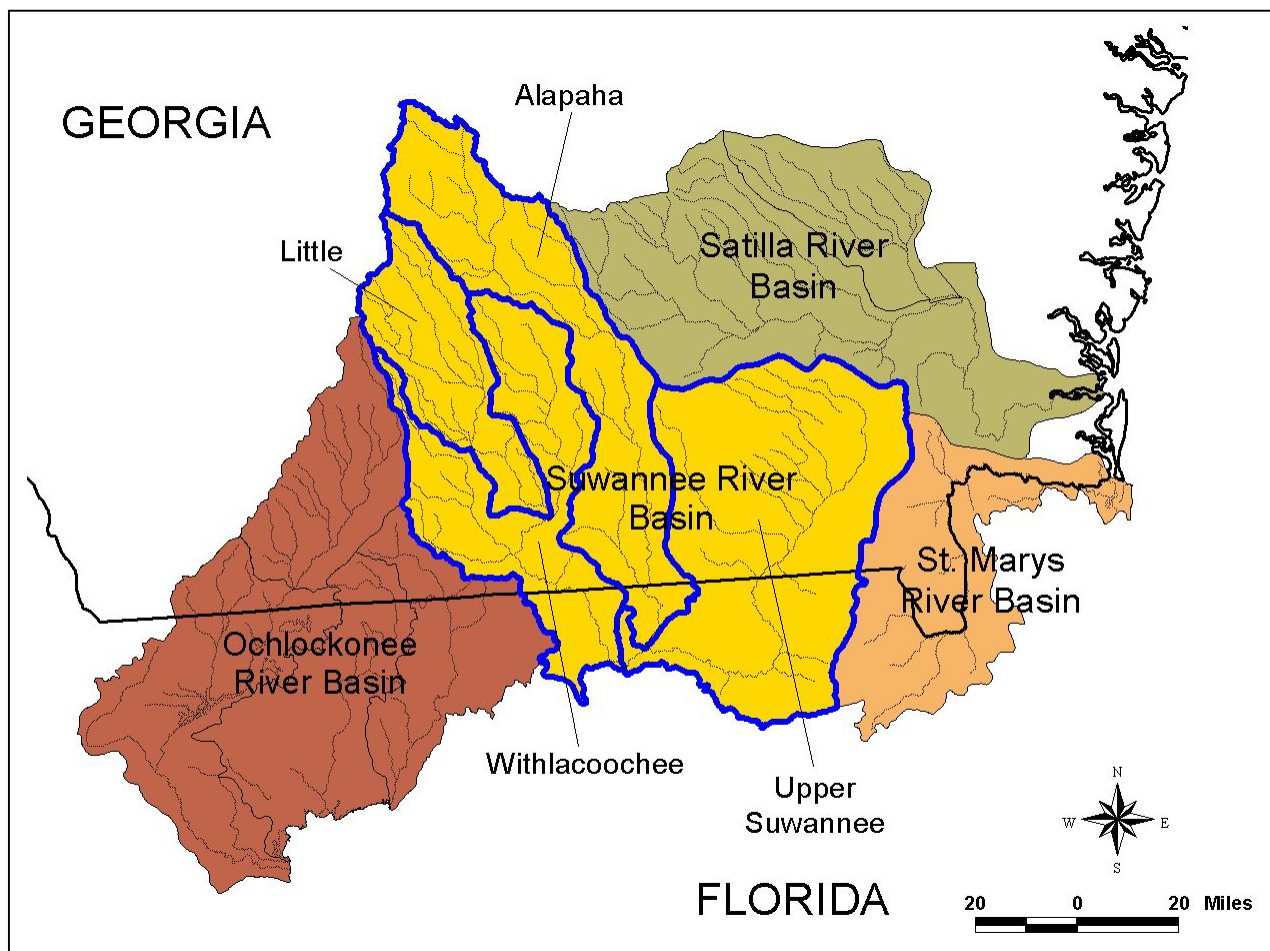 GEORGIA
Alapaha
Little
Satilla River
Basin
Suwannee River
Basin
St. Marys
River Basin
Ochlockonee
River Basin
Withlacoochee
Upper
Suwannee
N
W E
S
FLORIDA
20 0 20 Miles